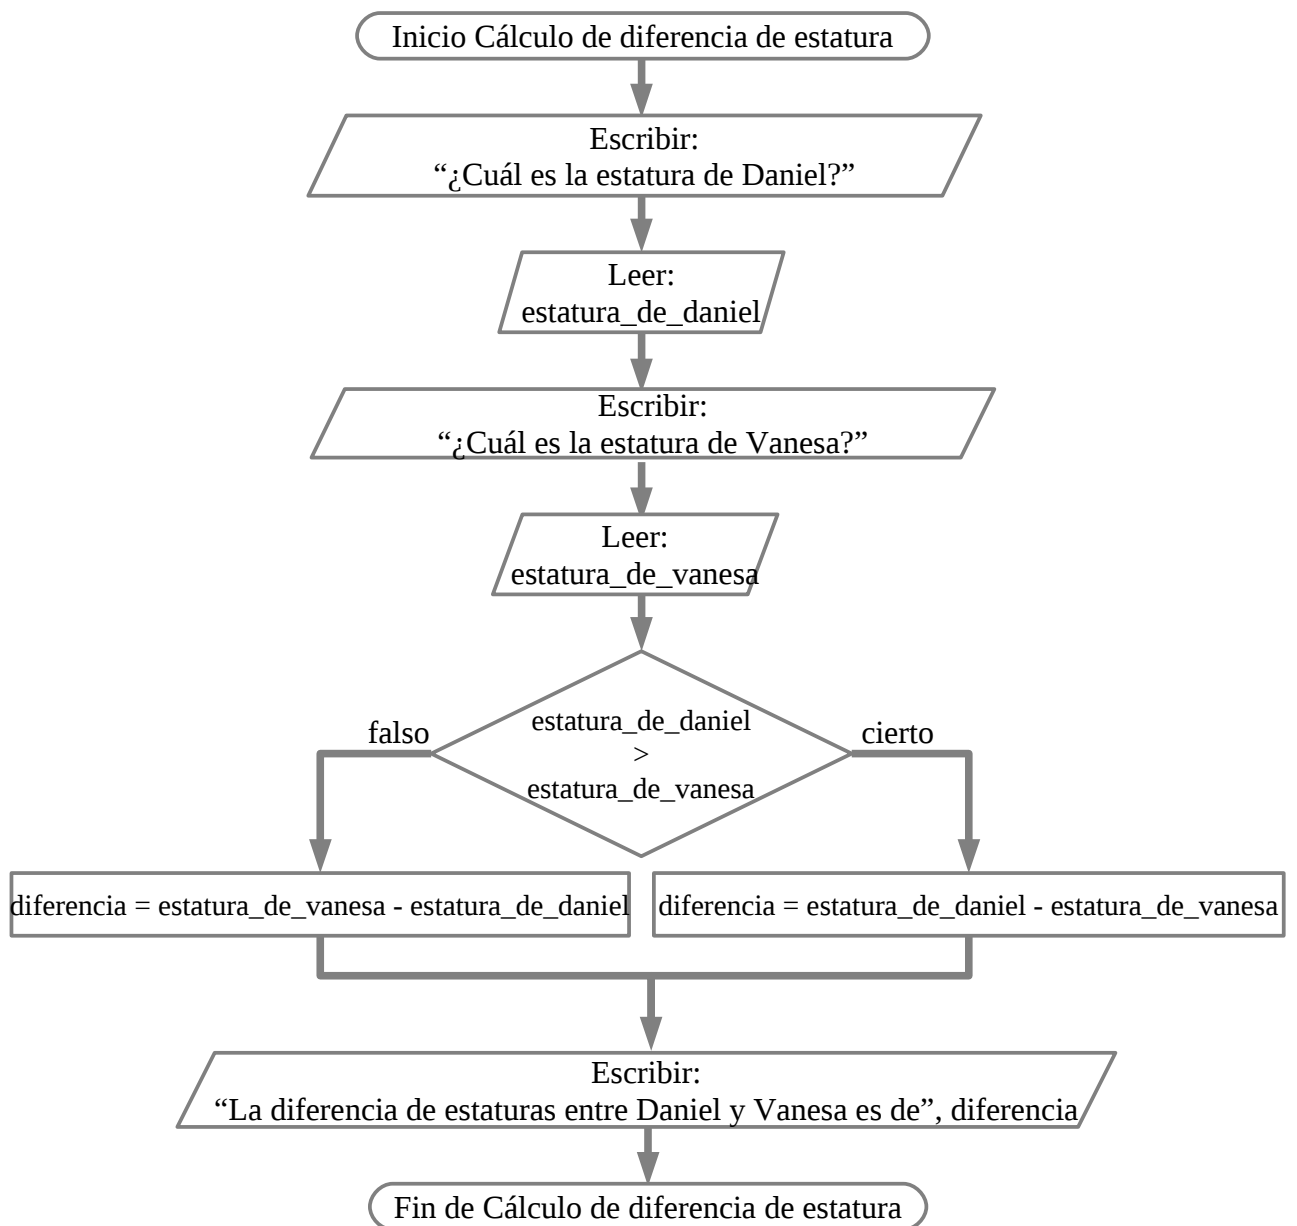 Inicio Cálculo de diferencia de estatura
Escribir:
“¿Cuál es la estatura de Daniel?”
Leer:
estatura_de_daniel
Escribir:
“¿Cuál es la estatura de Vanesa?”
Leer:
estatura_de_vanesa
estatura_de_daniel
>
estatura_de_vanesa
falso
cierto
diferencia = estatura_de_vanesa - estatura_de_daniel
diferencia = estatura_de_daniel - estatura_de_vanesa
Escribir:
“La diferencia de estaturas entre Daniel y Vanesa es de”, diferencia
Fin de Cálculo de diferencia de estatura